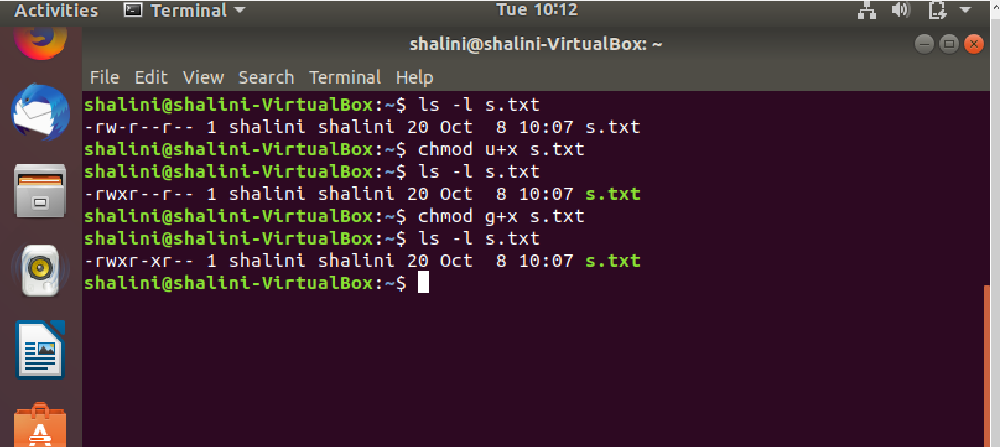 Activities Terminal Tue 10:12
shalini@shalini-VirtualBox: ~
File Edit View Search Terminal Help
shalini@shalini-VirtualBox:~$ ls -l s.txt
-rw-r--r-- 1 shalini shalini 20 Oct  8 10:07 s.txt
shalini@shalini-VirtualBox:~$ chmod u+x s.txt
shalini@shalini-VirtualBox:~$ ls -l s.txt
-rwxr--r-- 1 shalini shalini 20 Oct  8 10:07 s.txt
shalini@shalini-VirtualBox:~$ chmod g+x s.txt
shalini@shalini-VirtualBox:~$ ls -l s.txt
-rwxr-xr-- 1 shalini shalini 20 Oct  8 10:07 s.txt
shalini@shalini-VirtualBox:~$